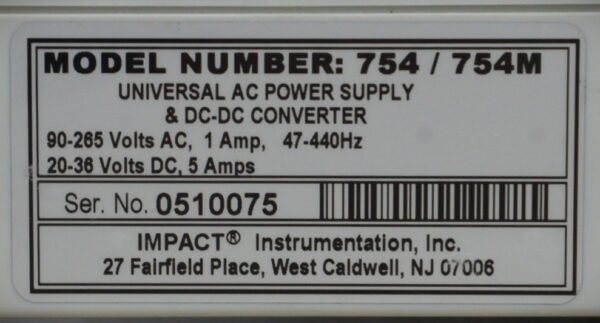 MODEL NUMBER: 754 / 754M
UNIVERSAL AC POWER SUPPLY
& DC-DC CONVERTER
90-265 Volts AC, 1 Amp, 47-440Hz
20-36 Volts DC, 5 Amps
Ser. No. 0510075
IMPACT® Instrumentation, Inc.
27 Fairfield Place, West Caldwell, NJ 07006